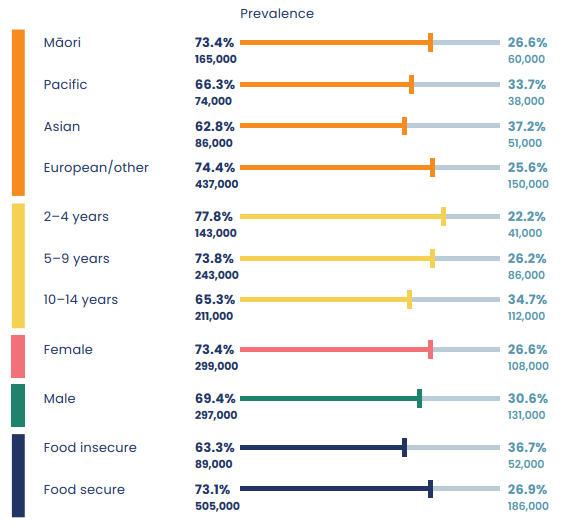 Prevalence
Māori 73.4% 26.6%
165,000 60,000
Pacific 66.3% 33.7%
74,000 38,000
Asian 62.8% 37.2%
86,000 51,000
European/other 74.4% 25.6%
437,000 150,000
2–4 years 77.8% 22.2%
143,000 41,000
5–9 years 73.8% 26.2%
243,000 86,000
10–14 years 65.3% 34.7%
211,000 112,000
Female 73.4% 26.6%
299,000 108,000
Male 69.4% 30.6%
297,000 131,000
Food insecure 63.3% 36.7%
89,000 52,000
Food secure 73.1% 26.9%
505,000 186,000